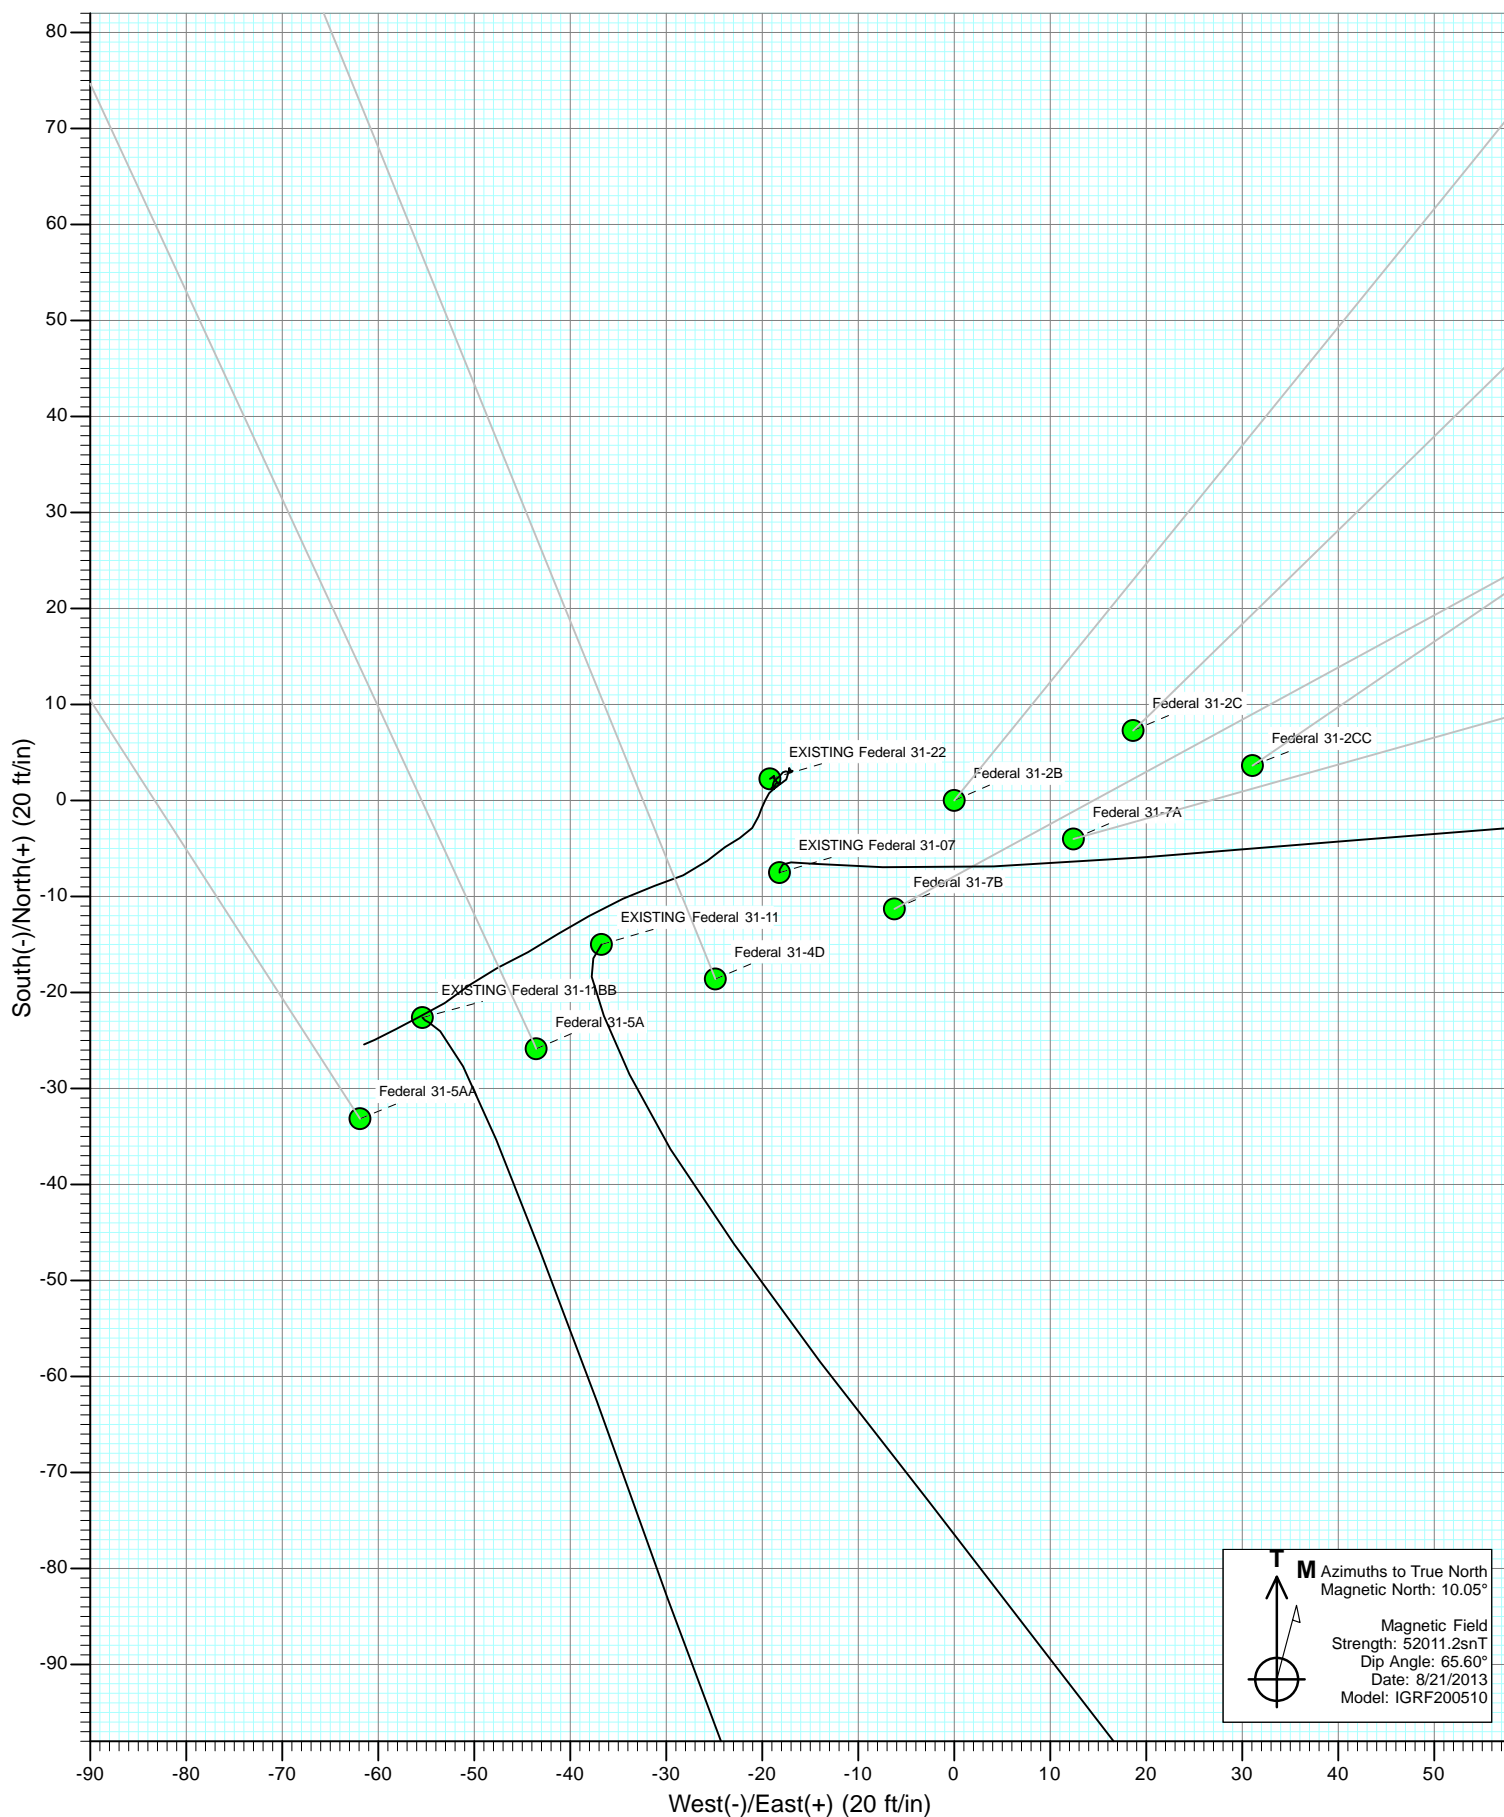 80
70
60
50
40
30
20
10
0
-10
-20
-30
-40
-50
-60
-70
-80
-90
South(-)/North(+) (20 ft/in)
Federal 31-2C
Federal 31-2CC
EXISTING Federal 31-22
Federal 31-2B
Federal 31-7A
EXISTING Federal 31-07
Federal 31-7B
EXISTING Federal 31-11
Federal 31-4D
EXISTING Federal 31-11BB
Federal 31-5A
Federal 31-5AA
T
M
Azimuths to True North
Magnetic North: 10.05°
Magnetic Field
Strength: 52011.2snT
Dip Angle: 65.60°
Date: 8/21/2013
Model: IGRF200510
-90 -80 -70 -60 -50 -40 -30 -20 -10 0 10 20 30 40 50
West(-)/East(+) (20 ft/in)